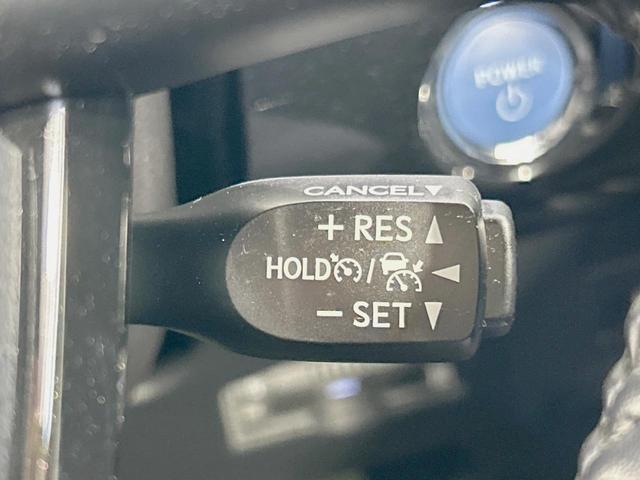 POWER
CANCEL▼
+ RES ▲
HOLD / ◀
− SET ▼